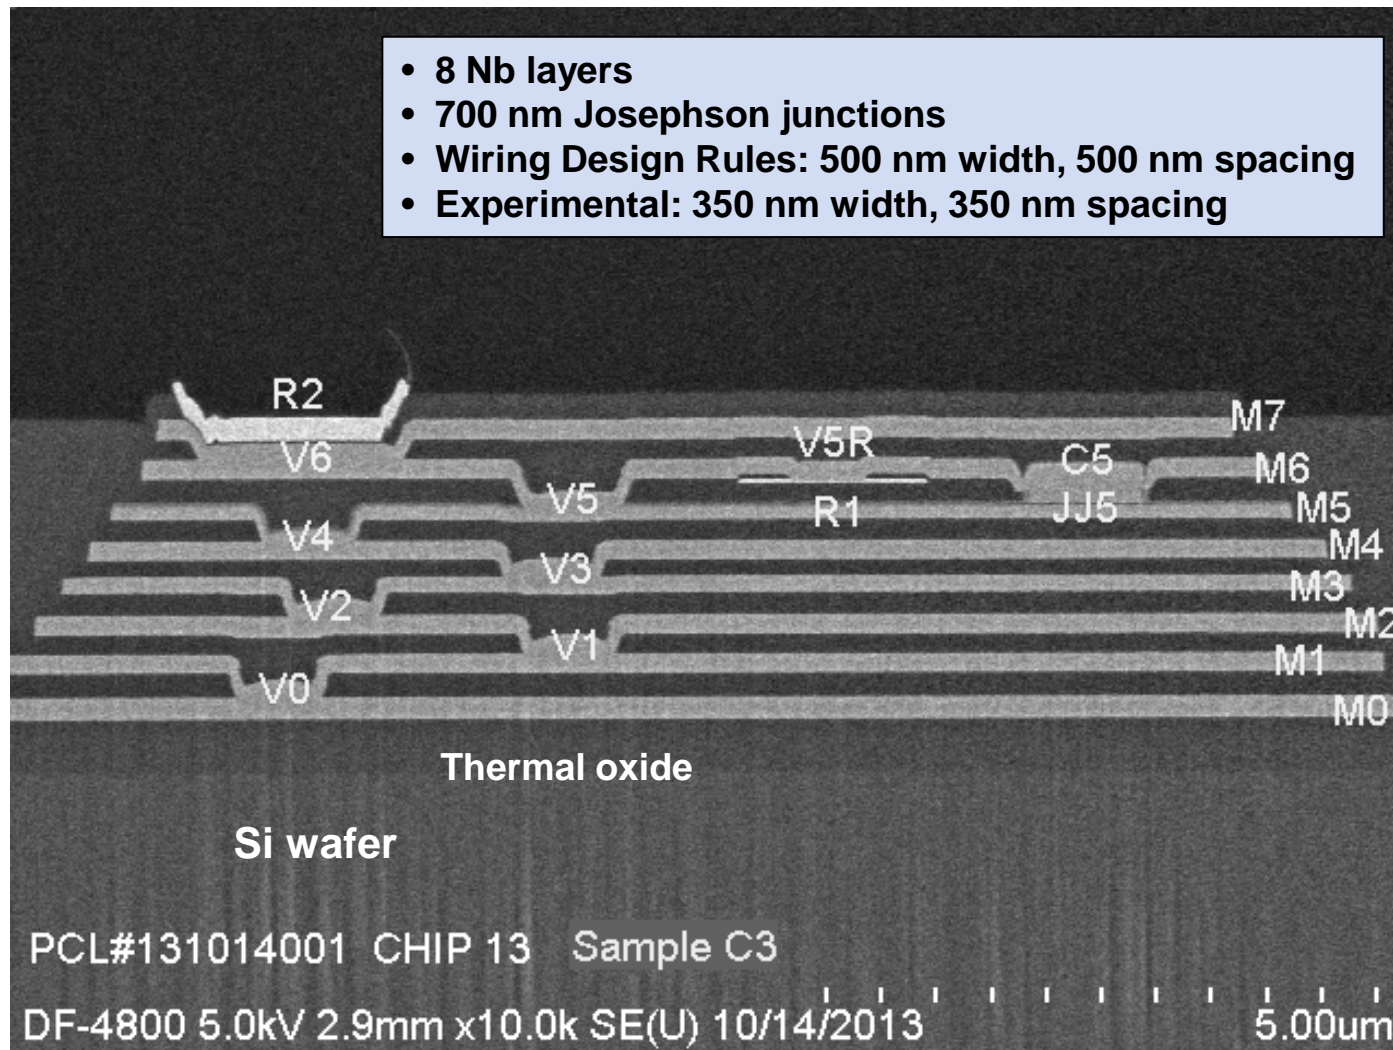 • 8 Nb layers
• 700 nm Josephson junctions
• Wiring Design Rules: 500 nm width, 500 nm spacing
• Experimental: 350 nm width, 350 nm spacing
R2
M7
V5R
V6
C5
M6
V5
R1
JJ5
M5
V4
M4
V3
M3
V2
M2
V1
M1
V0
M0
Thermal oxide
Si wafer
PCL#131014001 CHIP 13 Sample C3
DF-4800 5.0kV 2.9mm x10.0k SE(U) 10/14/2013 5.00um